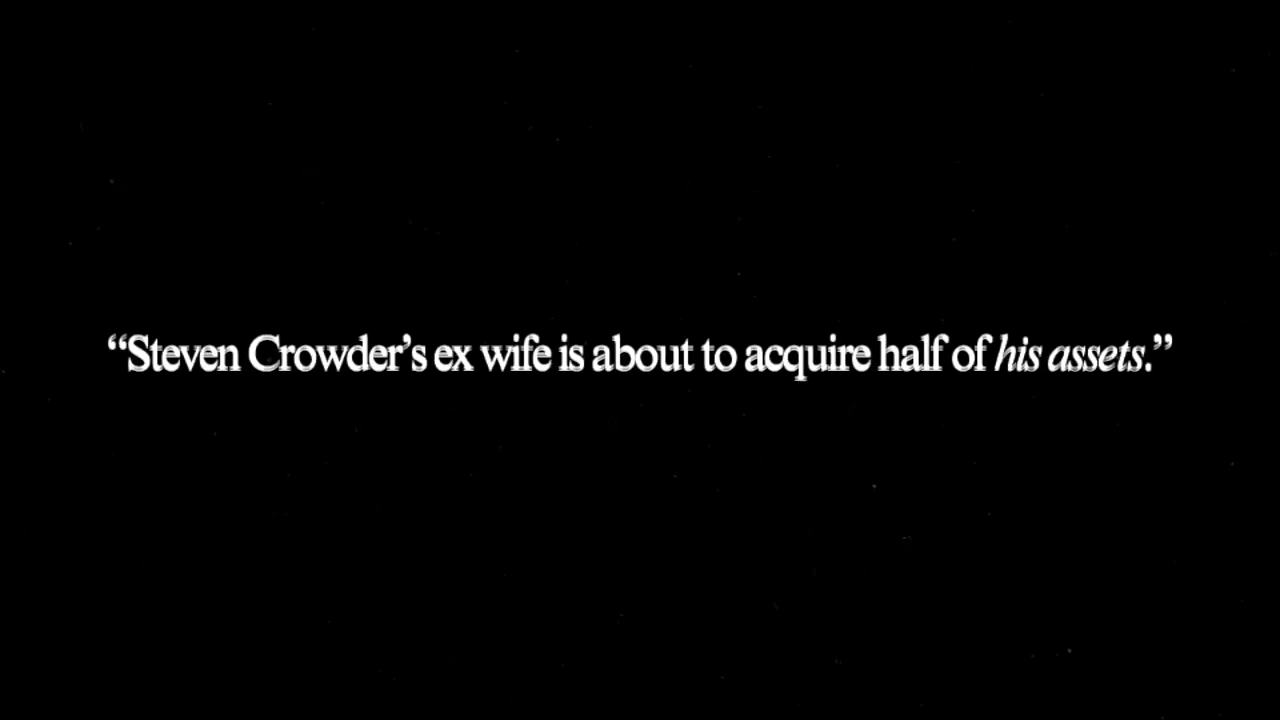 “Steven Crowder’s ex wife is about to acquire half of his assets.”